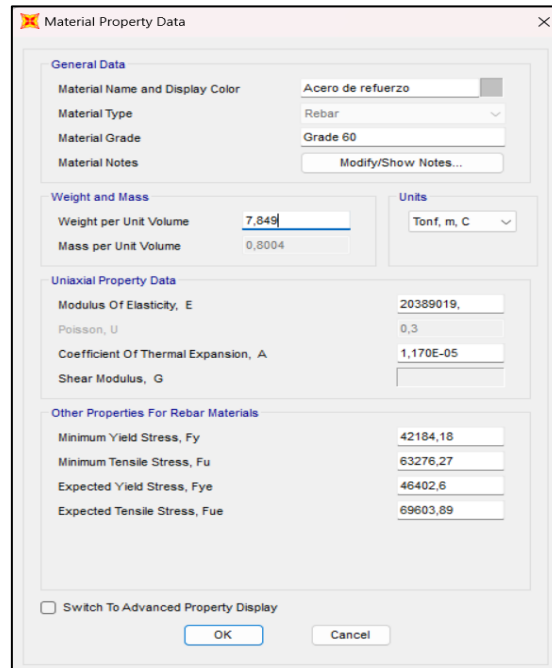 Material Property Data
General Data
Material Name and Display Color Acero de refuerzo
Material Type Rebar
Material Grade Grade 60
Material Notes Modify/Show Notes...
Weight and Mass Units
Weight per Unit Volume 7,849 Tonf, m, C
Mass per Unit Volume 0,8004
Uniaxial Property Data
Modulus Of Elasticity, E 20389019,
Poisson, U 0,3
Coefficient Of Thermal Expansion, A 1,170E-05
Shear Modulus, G
Other Properties For Rebar Materials
Minimum Yield Stress, Fy 42184,18
Minimum Tensile Stress, Fu 63276,27
Expected Yield Stress, Fye 46402,6
Expected Tensile Stress, Fue 69603,89
Switch To Advanced Property Display
OK Cancel